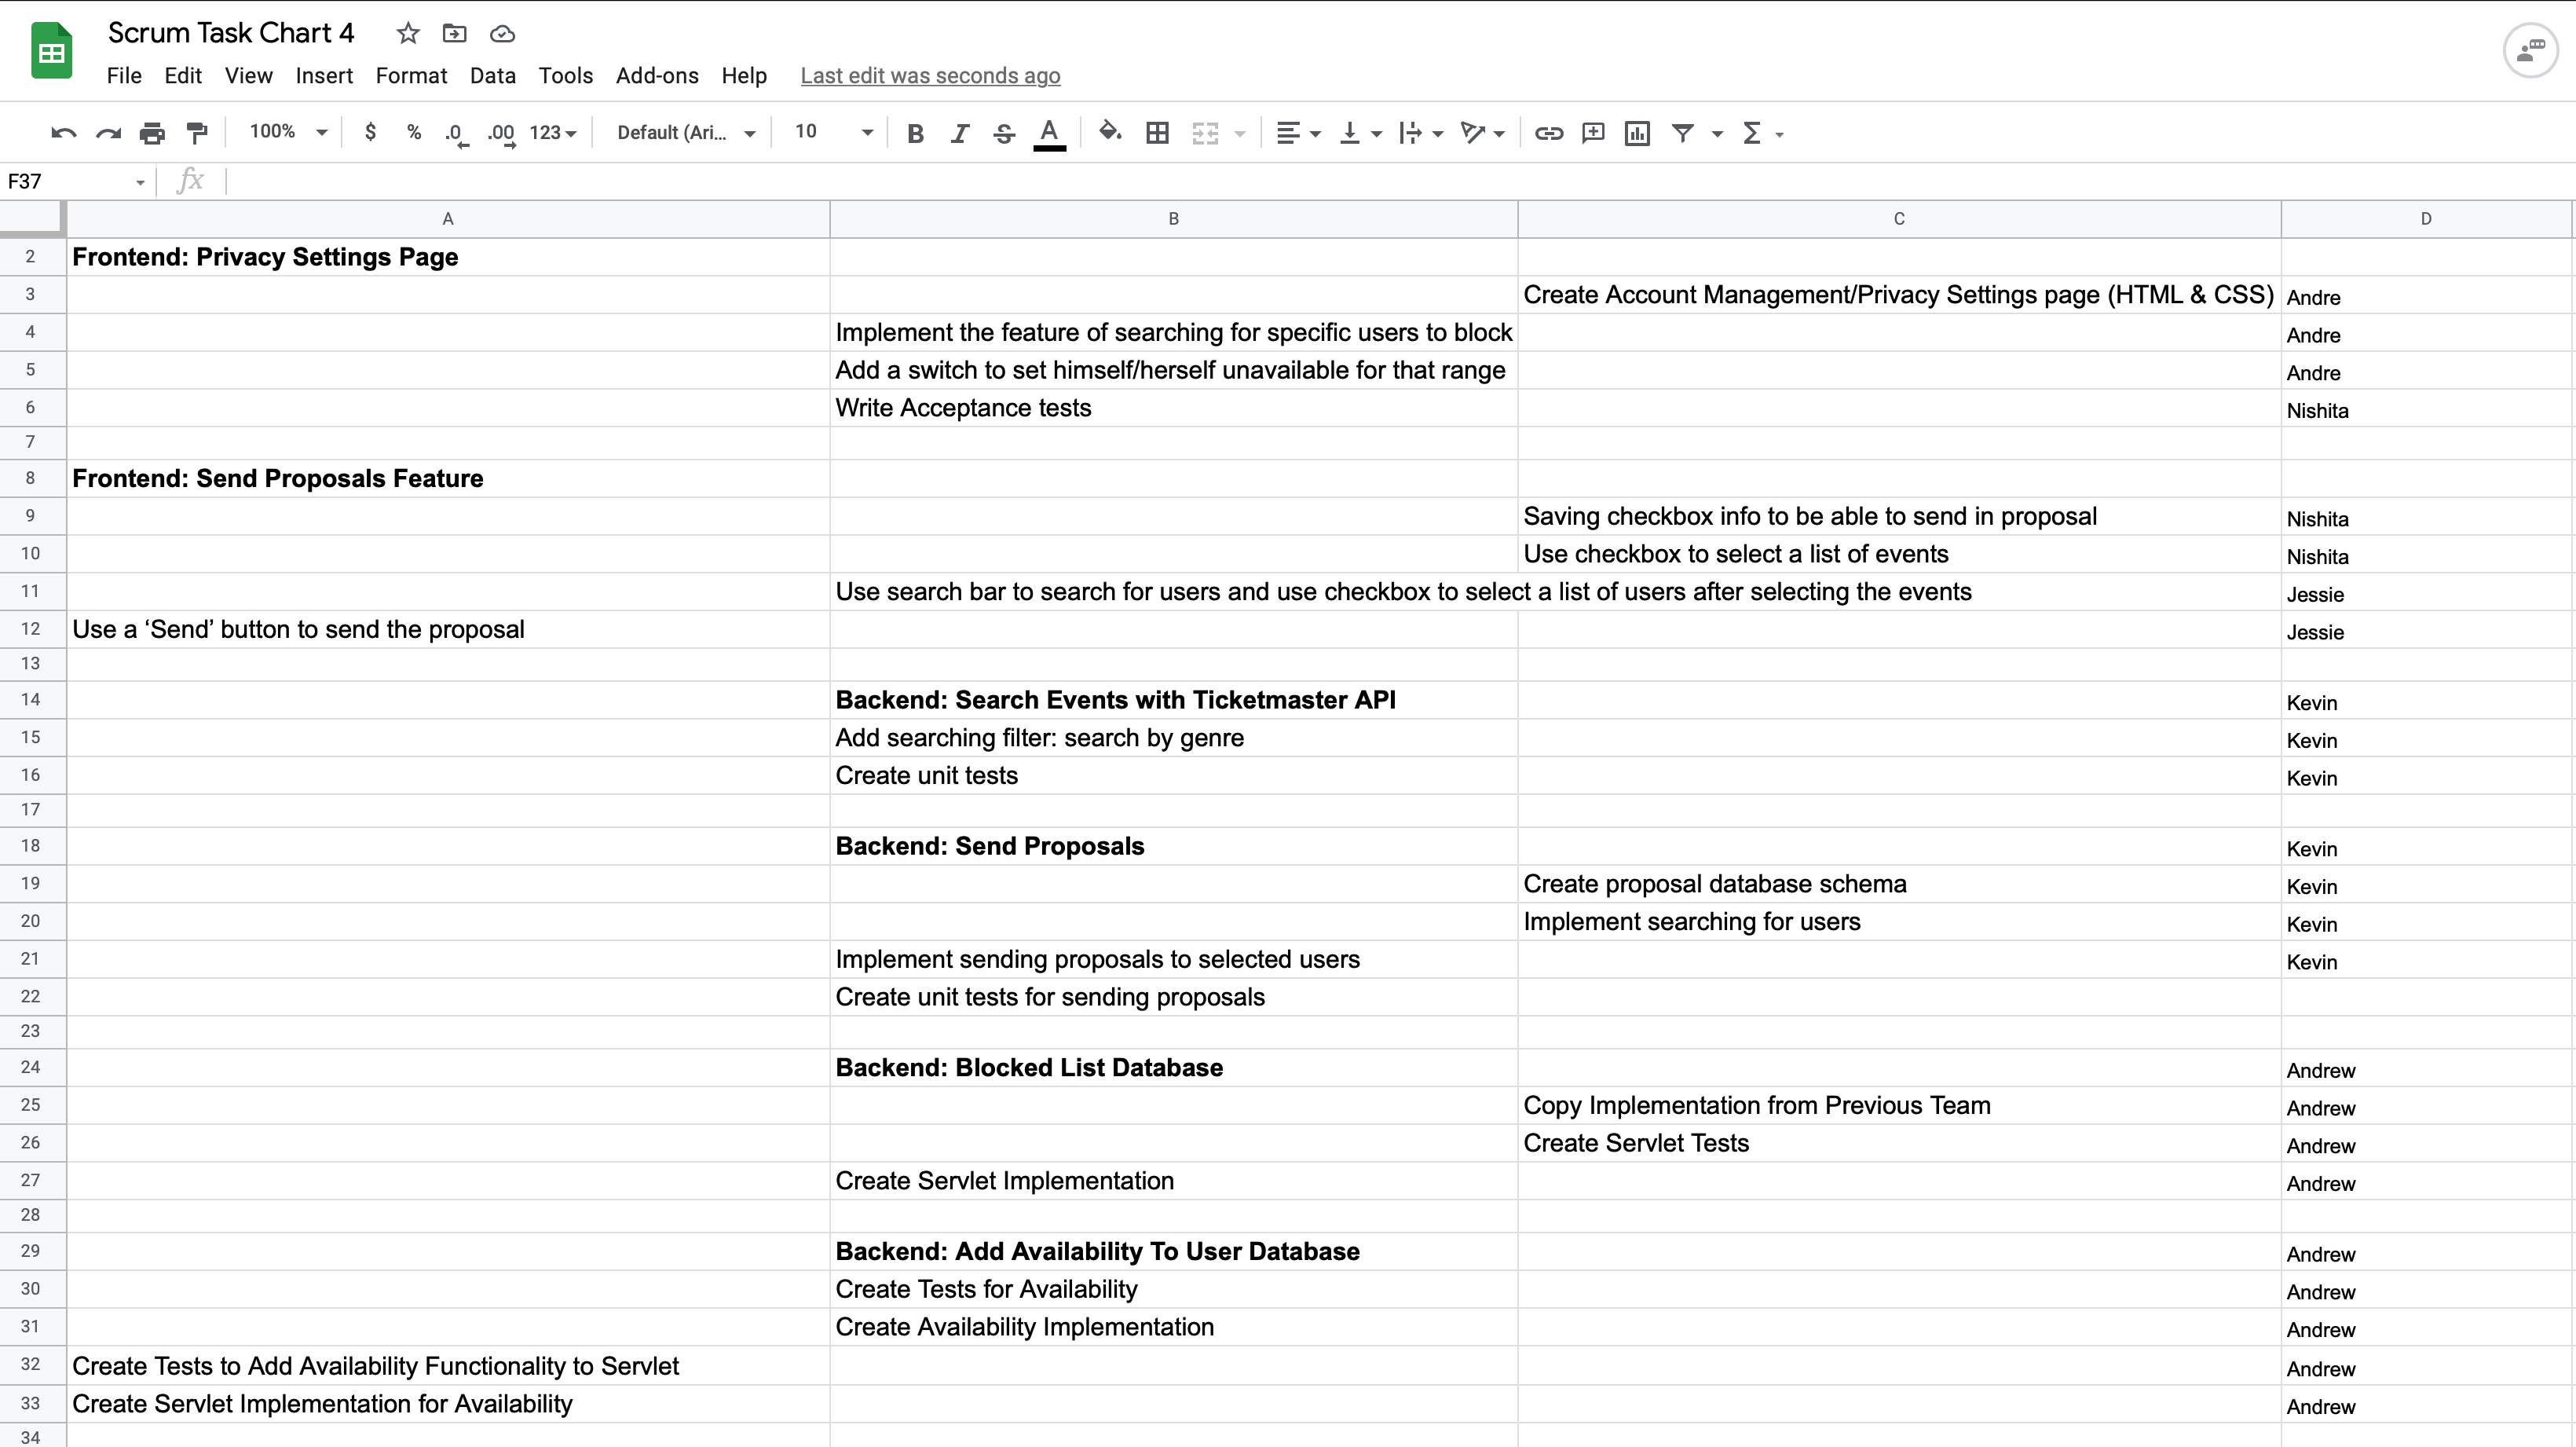 Scrum Task Chart 4
File Edit View Insert Format Data Tools Add-ons Help Last edit was seconds ago
100% $ % .0 .00 123 Default (Ari... 10 B I S A
F37 fx
A B C D
2 Frontend: Privacy Settings Page
3 Create Account Management/Privacy Settings page (HTML & CSS) Andre
4 Implement the feature of searching for specific users to block Andre
5 Add a switch to set himself/herself unavailable for that range Andre
6 Write Acceptance tests Nishita
7
8 Frontend: Send Proposals Feature
9 Saving checkbox info to be able to send in proposal Nishita
10 Use checkbox to select a list of events Nishita
11 Use search bar to search for users and use checkbox to select a list of users after selecting the events Jessie
12 Use a ‘Send’ button to send the proposal Jessie
13
14 Backend: Search Events with Ticketmaster API Kevin
15 Add searching filter: search by genre Kevin
16 Create unit tests Kevin
17
18 Backend: Send Proposals Kevin
19 Create proposal database schema Kevin
20 Implement searching for users Kevin
21 Implement sending proposals to selected users Kevin
22 Create unit tests for sending proposals
23
24 Backend: Blocked List Database Andrew
25 Copy Implementation from Previous Team Andrew
26 Create Servlet Tests Andrew
27 Create Servlet Implementation Andrew
28
29 Backend: Add Availability To User Database Andrew
30 Create Tests for Availability Andrew
31 Create Availability Implementation Andrew
32 Create Tests to Add Availability Functionality to Servlet Andrew
33 Create Servlet Implementation for Availability Andrew
34